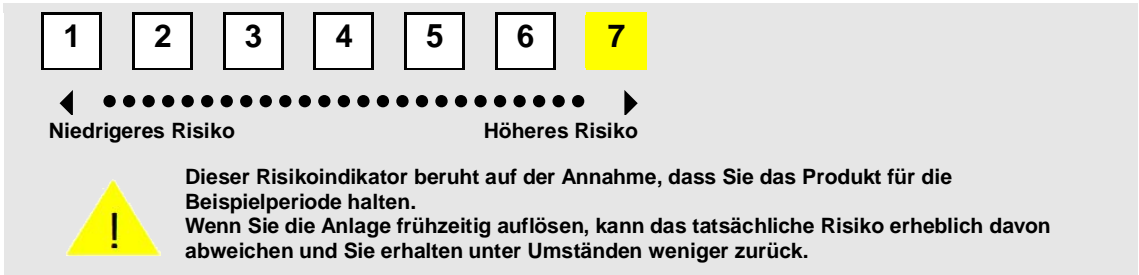 1 2 3 4 5 6 7
Niedrigeres Risiko Höheres Risiko
Dieser Risikoindikator beruht auf der Annahme, dass Sie das Produkt für die
Beispielperiode halten.
Wenn Sie die Anlage frühzeitig auflösen, kann das tatsächliche Risiko erheblich davon
abweichen und Sie erhalten unter Umständen weniger zurück.
!